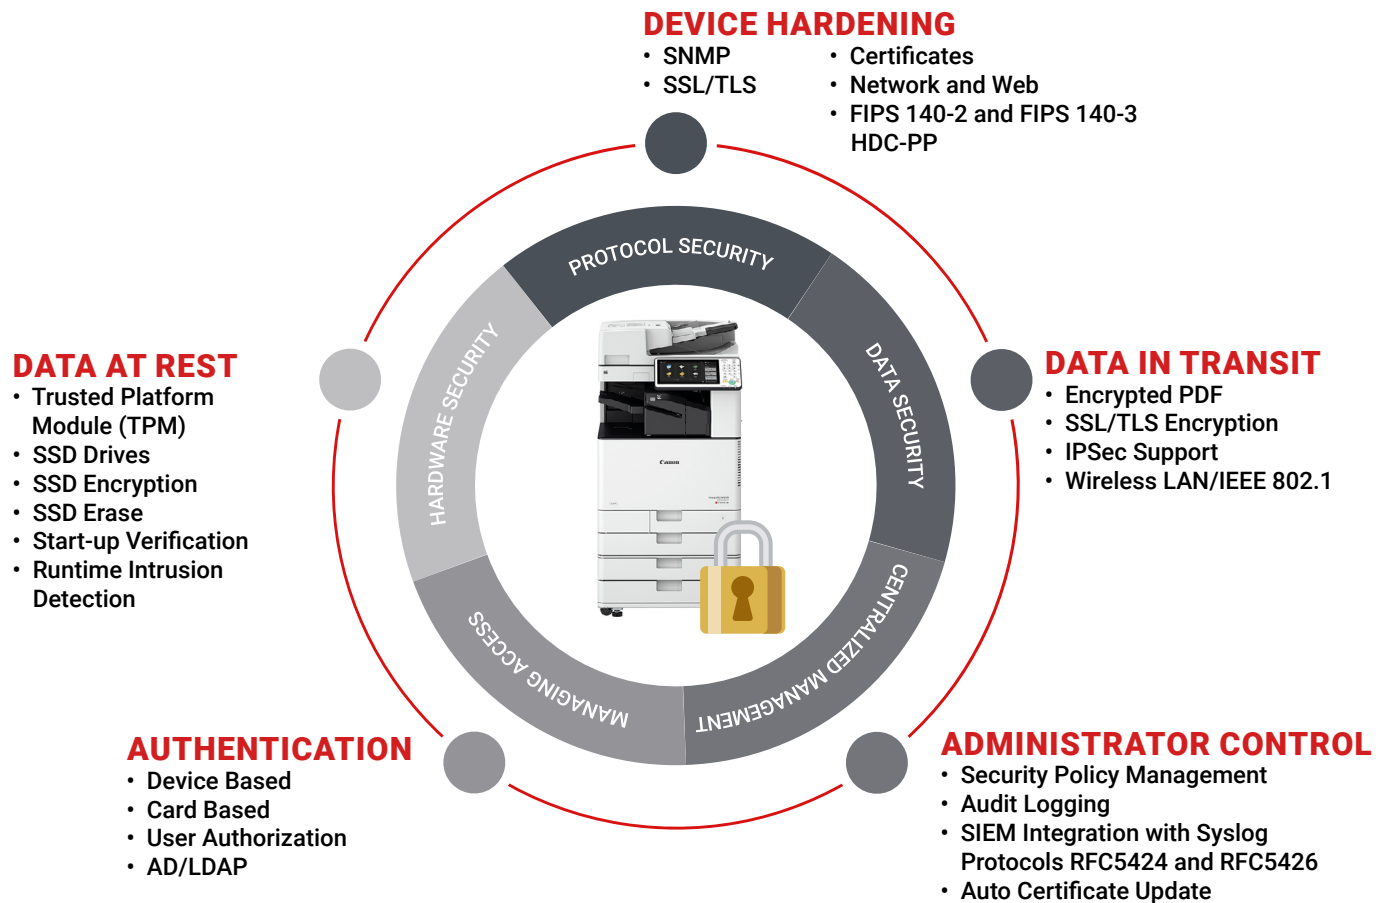 DEVICE HARDENING
• SNMP
• SSL/TLS
• Certificates
• Network and Web
• FIPS 140-2 and FIPS 140-3
HDC-PP
PROTOCOL SECURITY
DATA SECURITY
CENTRALIZED MANAGEMENT
MANAGING ACCESS
HARDWARE SECURITY
Canon
DATA AT REST
• Trusted Platform
Module (TPM)
• SSD Drives
• SSD Encryption
• SSD Erase
• Start-up Verification
• Runtime Intrusion
Detection
DATA IN TRANSIT
• Encrypted PDF
• SSL/TLS Encryption
• IPSec Support
• Wireless LAN/IEEE 802.1
AUTHENTICATION
• Device Based
• Card Based
• User Authorization
• AD/LDAP
ADMINISTRATOR CONTROL
• Security Policy Management
• Audit Logging
• SIEM Integration with Syslog
Protocols RFC5424 and RFC5426
• Auto Certificate Update